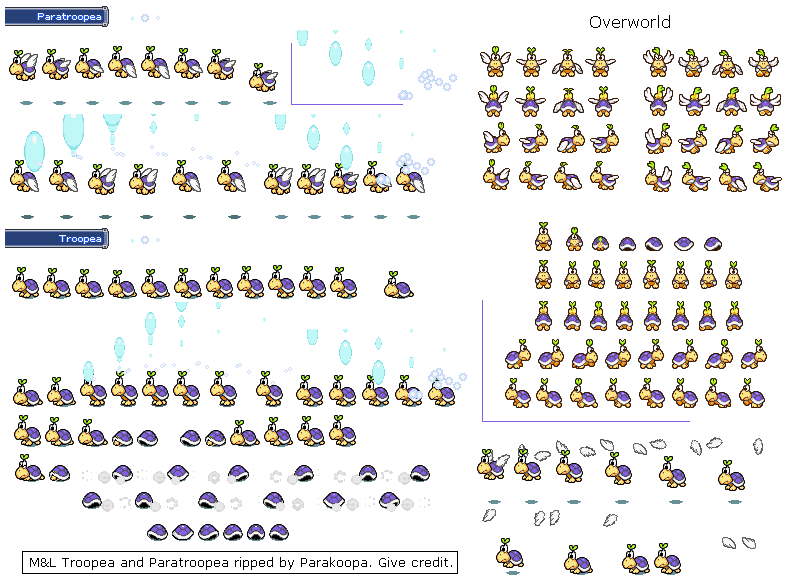 Paratroopea
Overworld
Troopea
M&L Troopea and Paratroopea ripped by Parakoopa. Give credit.